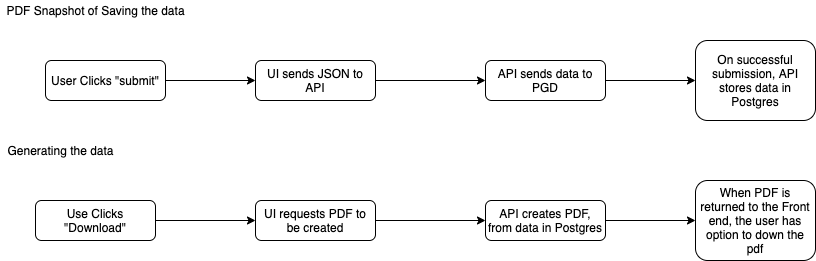 PDF Snapshot of Saving the data
User Clicks "submit"
UI sends JSON to
API
API sends data to
PGD
On successful
submission, API
stores data in
Postgres
Generating the data
Use Clicks
"Download"
UI requests PDF to
be created
API creates PDF,
from data in Postgres
When PDF is
returned to the Front
end, the user has
option to down the
pdf